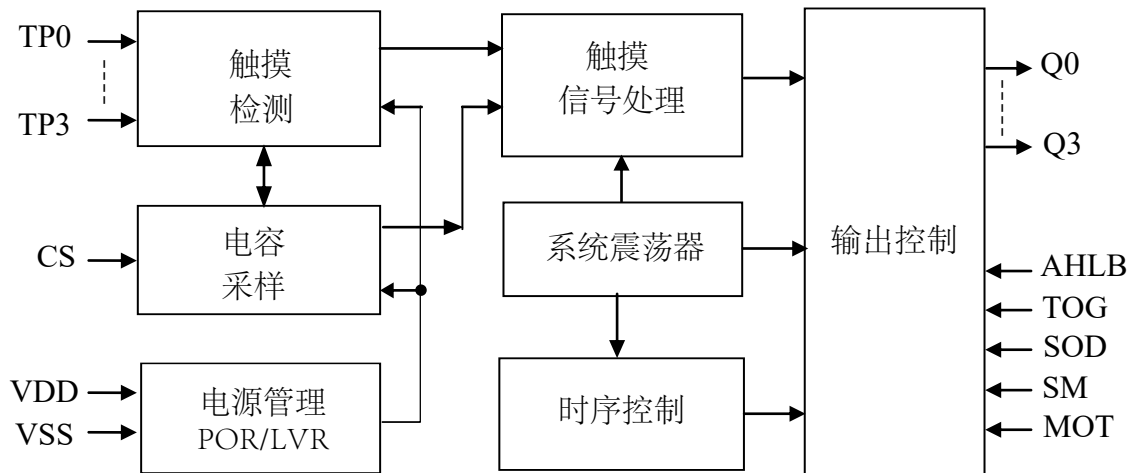 TP0
TP3
触摸
检测
触摸
信号处理
Q0
Q3
CS
电容
采样
系统震荡器
输出控制
AHLB
TOG
SOD
SM
MOT
VDD
VSS
电源管理
POR/LVR
时序控制